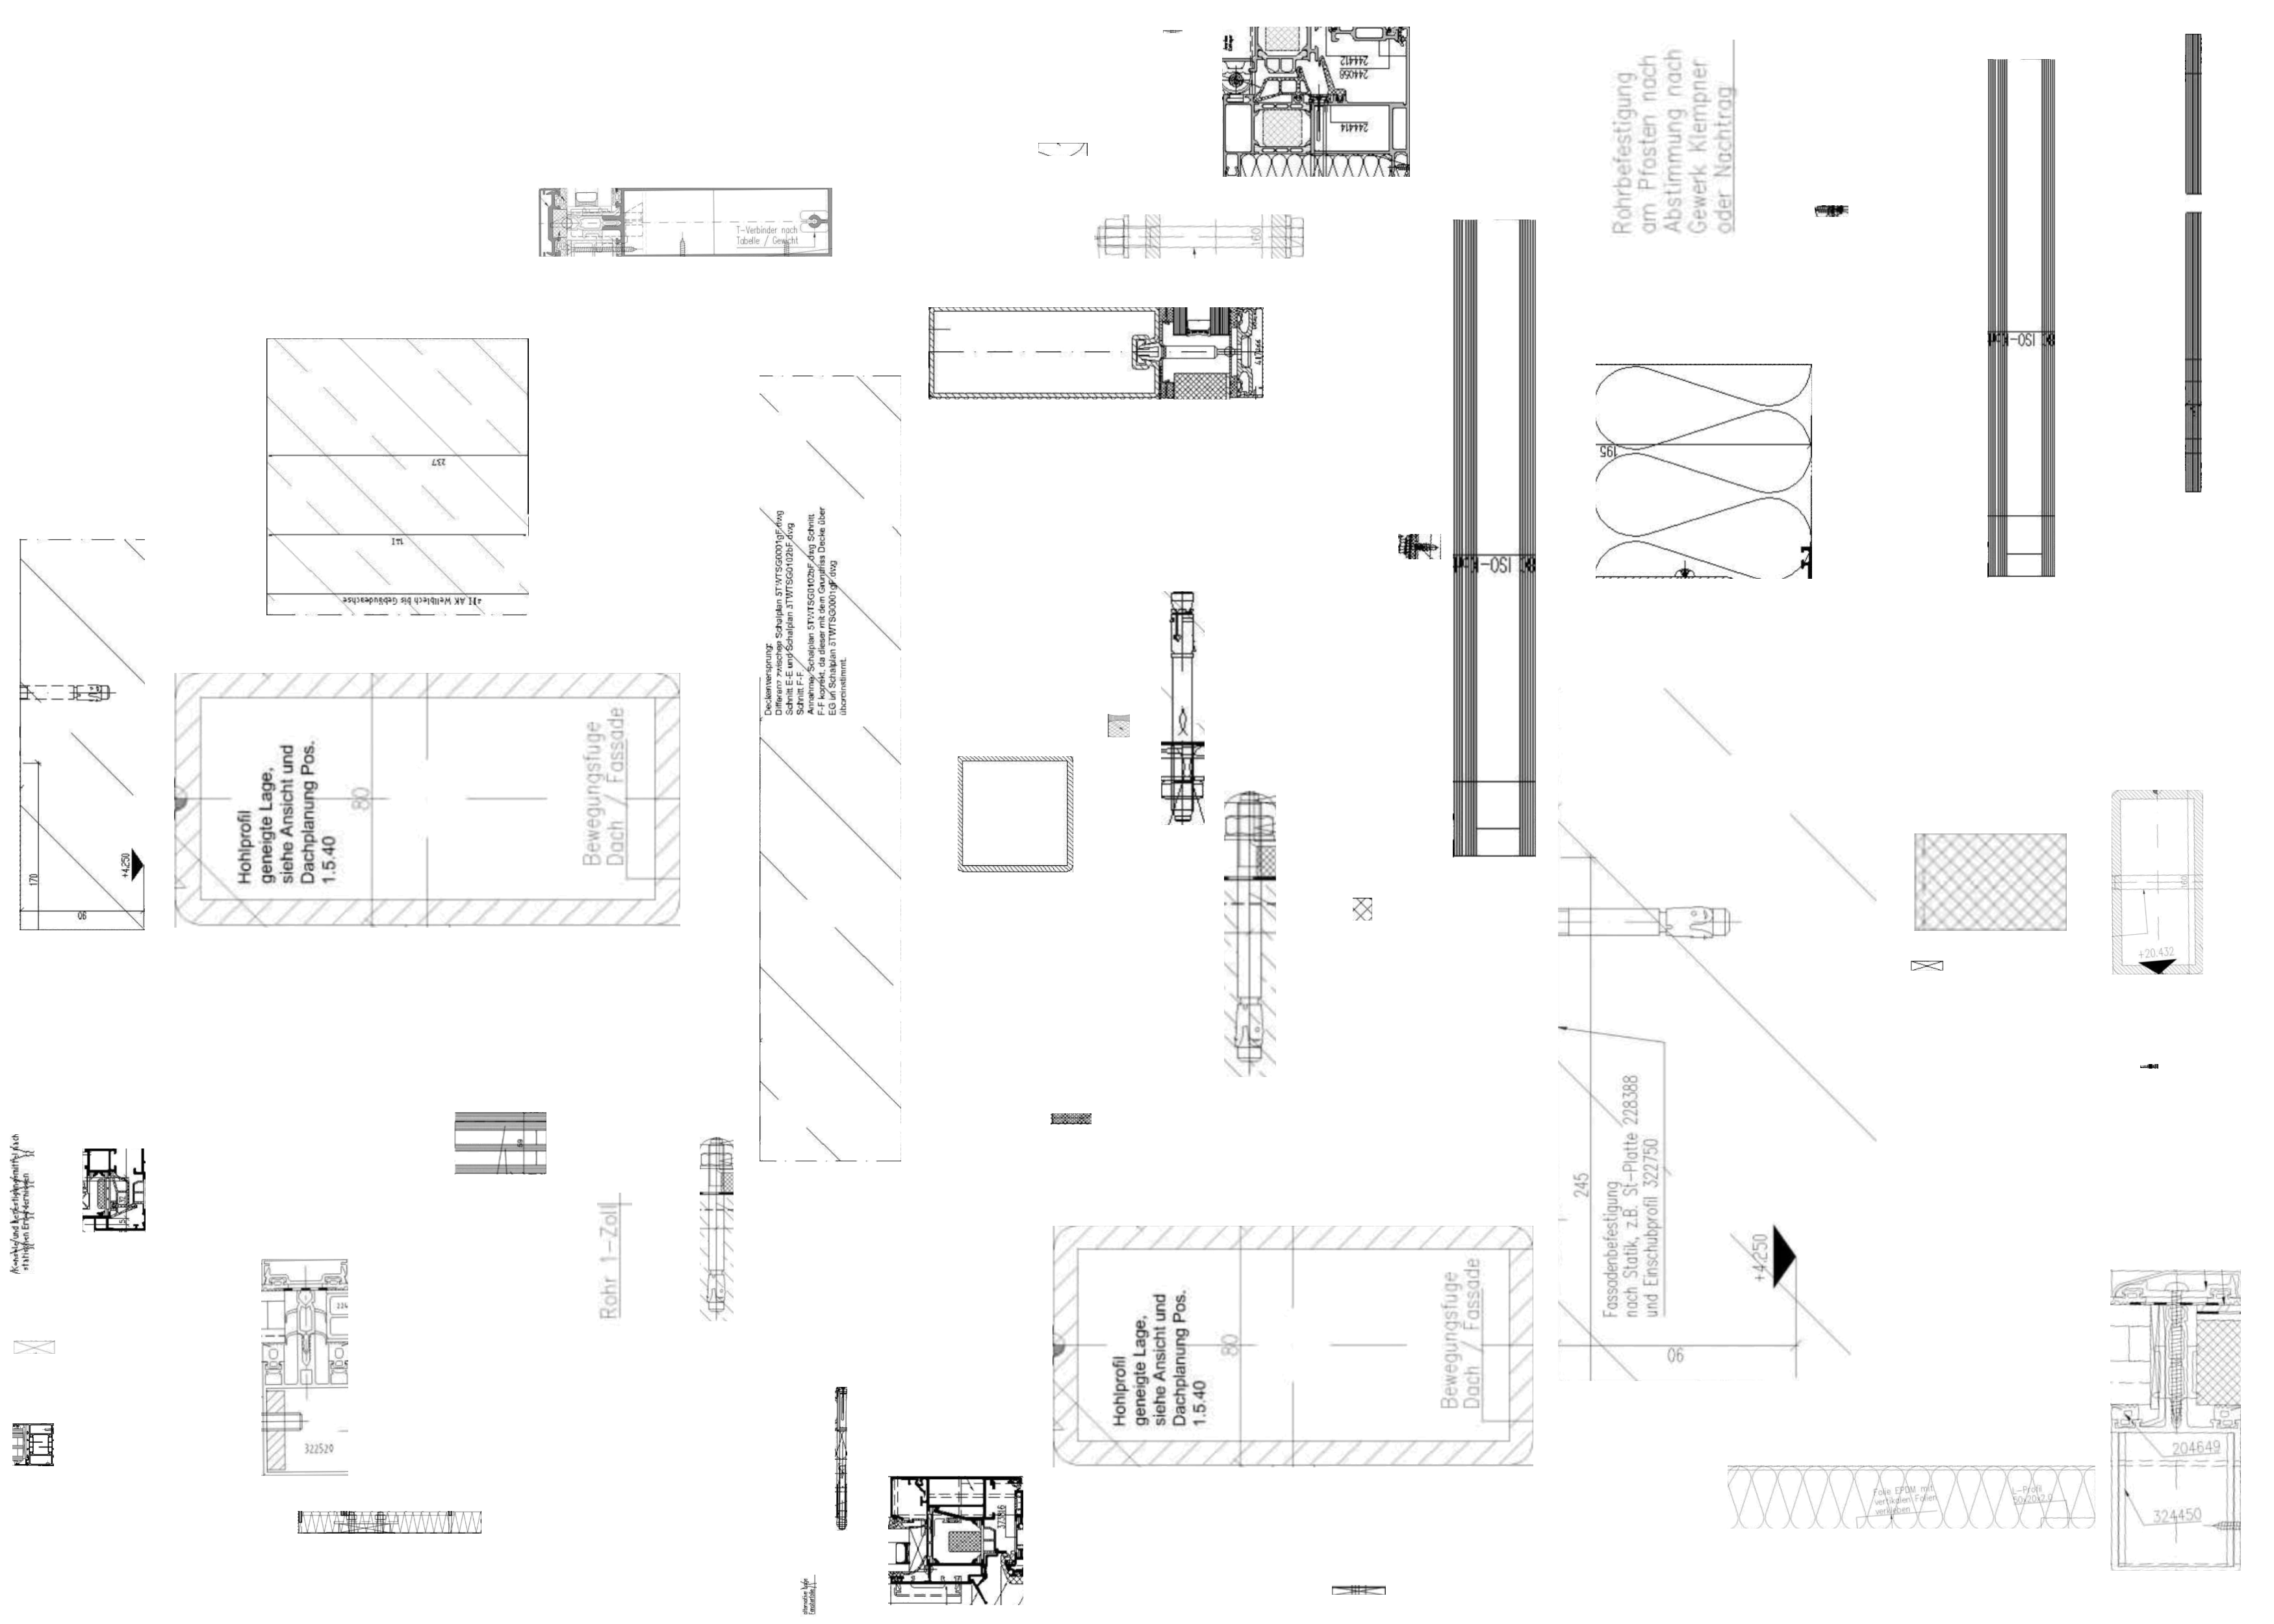 244412
244058
244414
Rohrbefestigung
am Pfosten nach
Abstimmung nach
Gewerk Klempner
oder Nachtrag
T-Verbinder nach
Tabelle / Gewicht
160
ISO-
195
237
141
AK Wellblech bis Gebäudeachse
Deckenversprung:
Differenz zwischen Schalplan 5TWTSG0001gF.dwg
Schnitt E-E und Schalplan 5TWTSG0102bF.dwg
Schnitt F-F.
Annahme: Schalplan 5TWTSG0102bF.dwg Schnitt
F-F korrekt, da dieser mit dem Grundriss Decke über
EG in Schalplan 5TWTSG0001gF.dwg
übereinstimmt.
ISO-
170
+4.250
90
Hohlprofil
geneigte Lage,
siehe Ansicht und
Dachplanung Pos.
1.5.40
80
Bewegungsfuge
Dach / Fassade
+20.432
69
Rohr 1-Zoll
322520
Hohlprofil
geneigte Lage,
siehe Ansicht und
Dachplanung Pos.
1.5.40
80
Bewegungsfuge
Dach / Fassade
245
Fassadenbefestigung
nach Statik, z.B. St-Platte 228388
und Einschubprofil 322750
+4.250
90
Folie EPDM mit
vertikalen Folien
verkleben
L-Profil
204649
324450